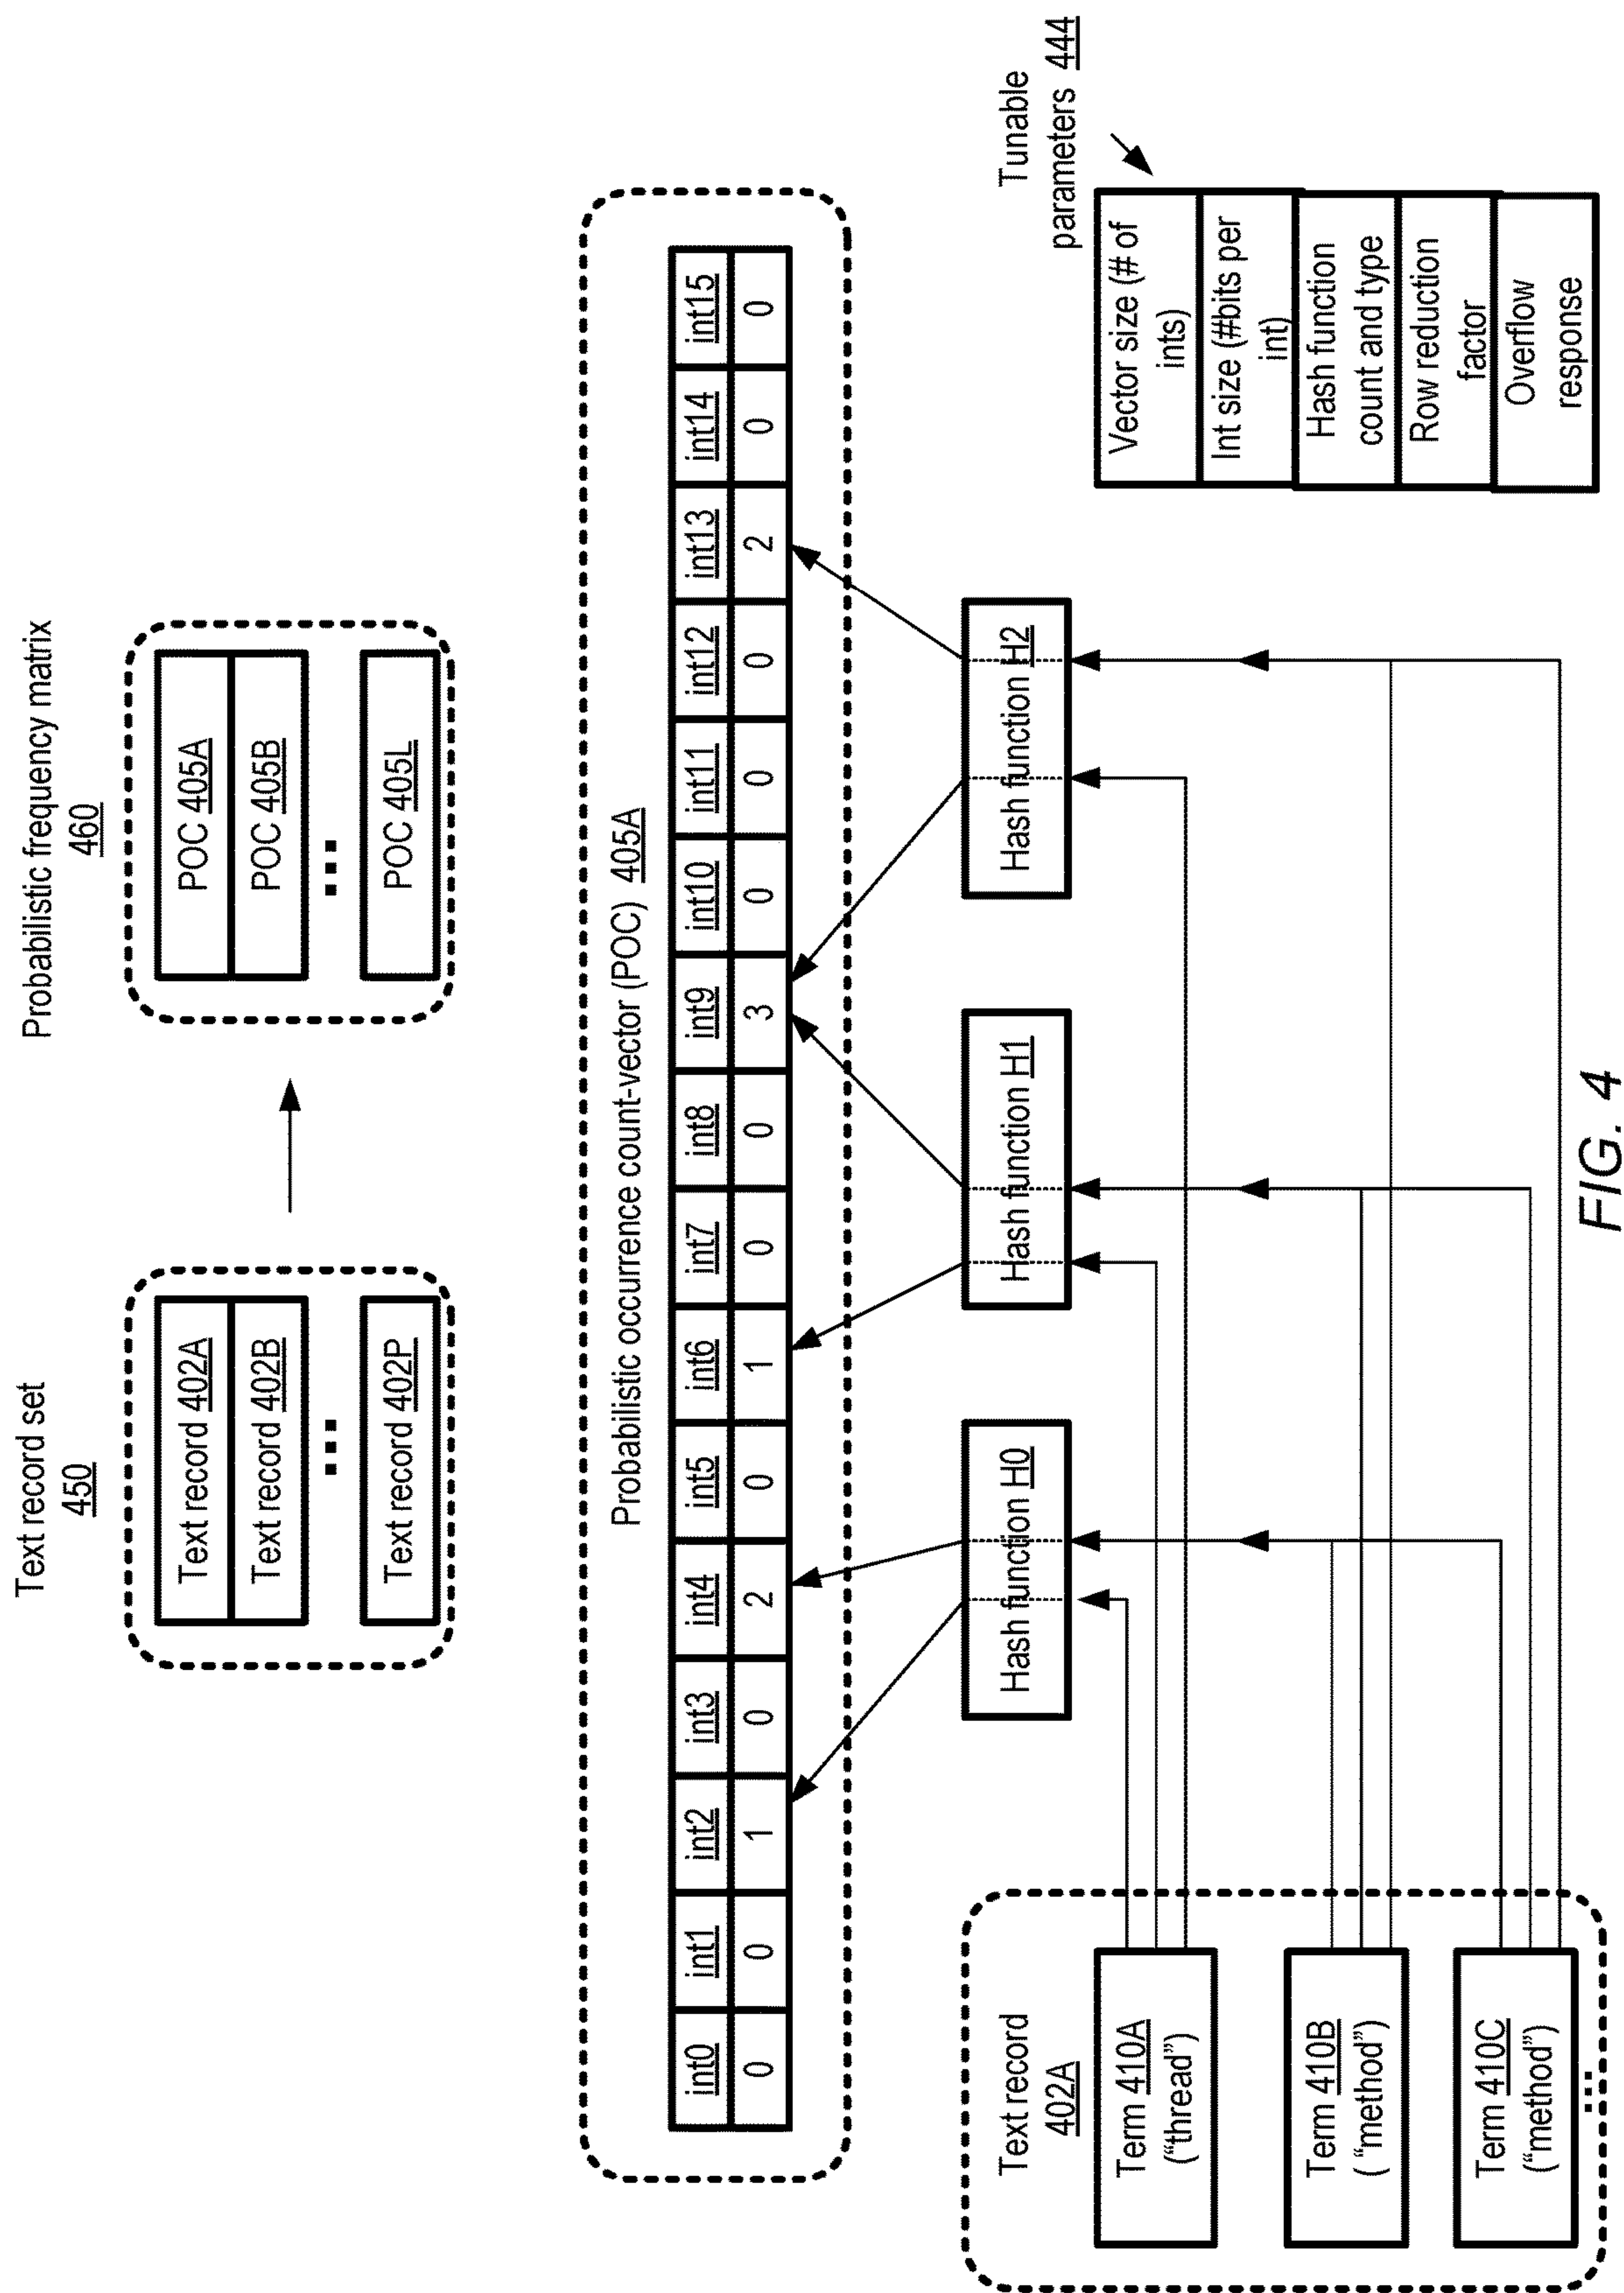 Text record set
450
Text record 402A
Text record 402B
...
Text record 402P
Probabilistic frequency matrix
460
POC 405A
POC 405B
...
POC 405L
Probabilistic occurrence count-vector (POC) 405A
int0 int1 int2 int3 int4 int5 int6 int7 int8 int9 int10 int11 int12 int13 int14 int15
0 0 1 0 2 0 1 0 0 3 0 0 0 2 0 0
Hash function H0
Hash function H1
Hash function H2
Text record
402A
Term 410A
(“thread”)
Term 410B
( “method”)
Term 410C
(“method”)
...
Tunable
parameters 444
Vector size (# of
ints)
Int size (#bits per
int)
Hash function
count and type
Row reduction
factor
Overflow
response
FIG. 4